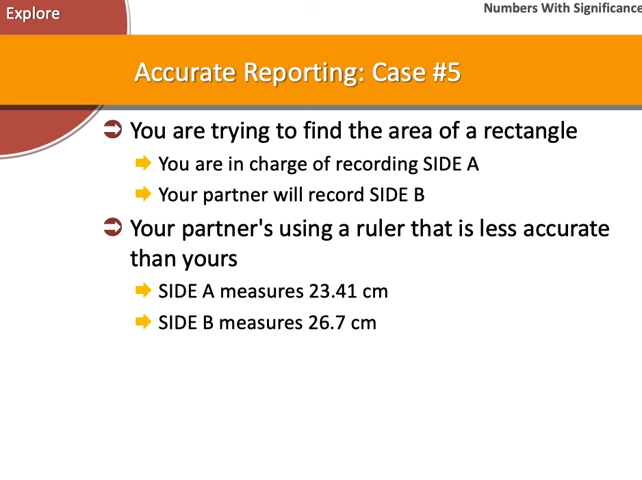 Explore
Numbers With Significance
Accurate Reporting: Case #5
You are trying to find the area of a rectangle
You are in charge of recording SIDE A
Your partner will record SIDE B
Your partner's using a ruler that is less accurate
than yours
SIDE A measures 23.41 cm
SIDE B measures 26.7 cm